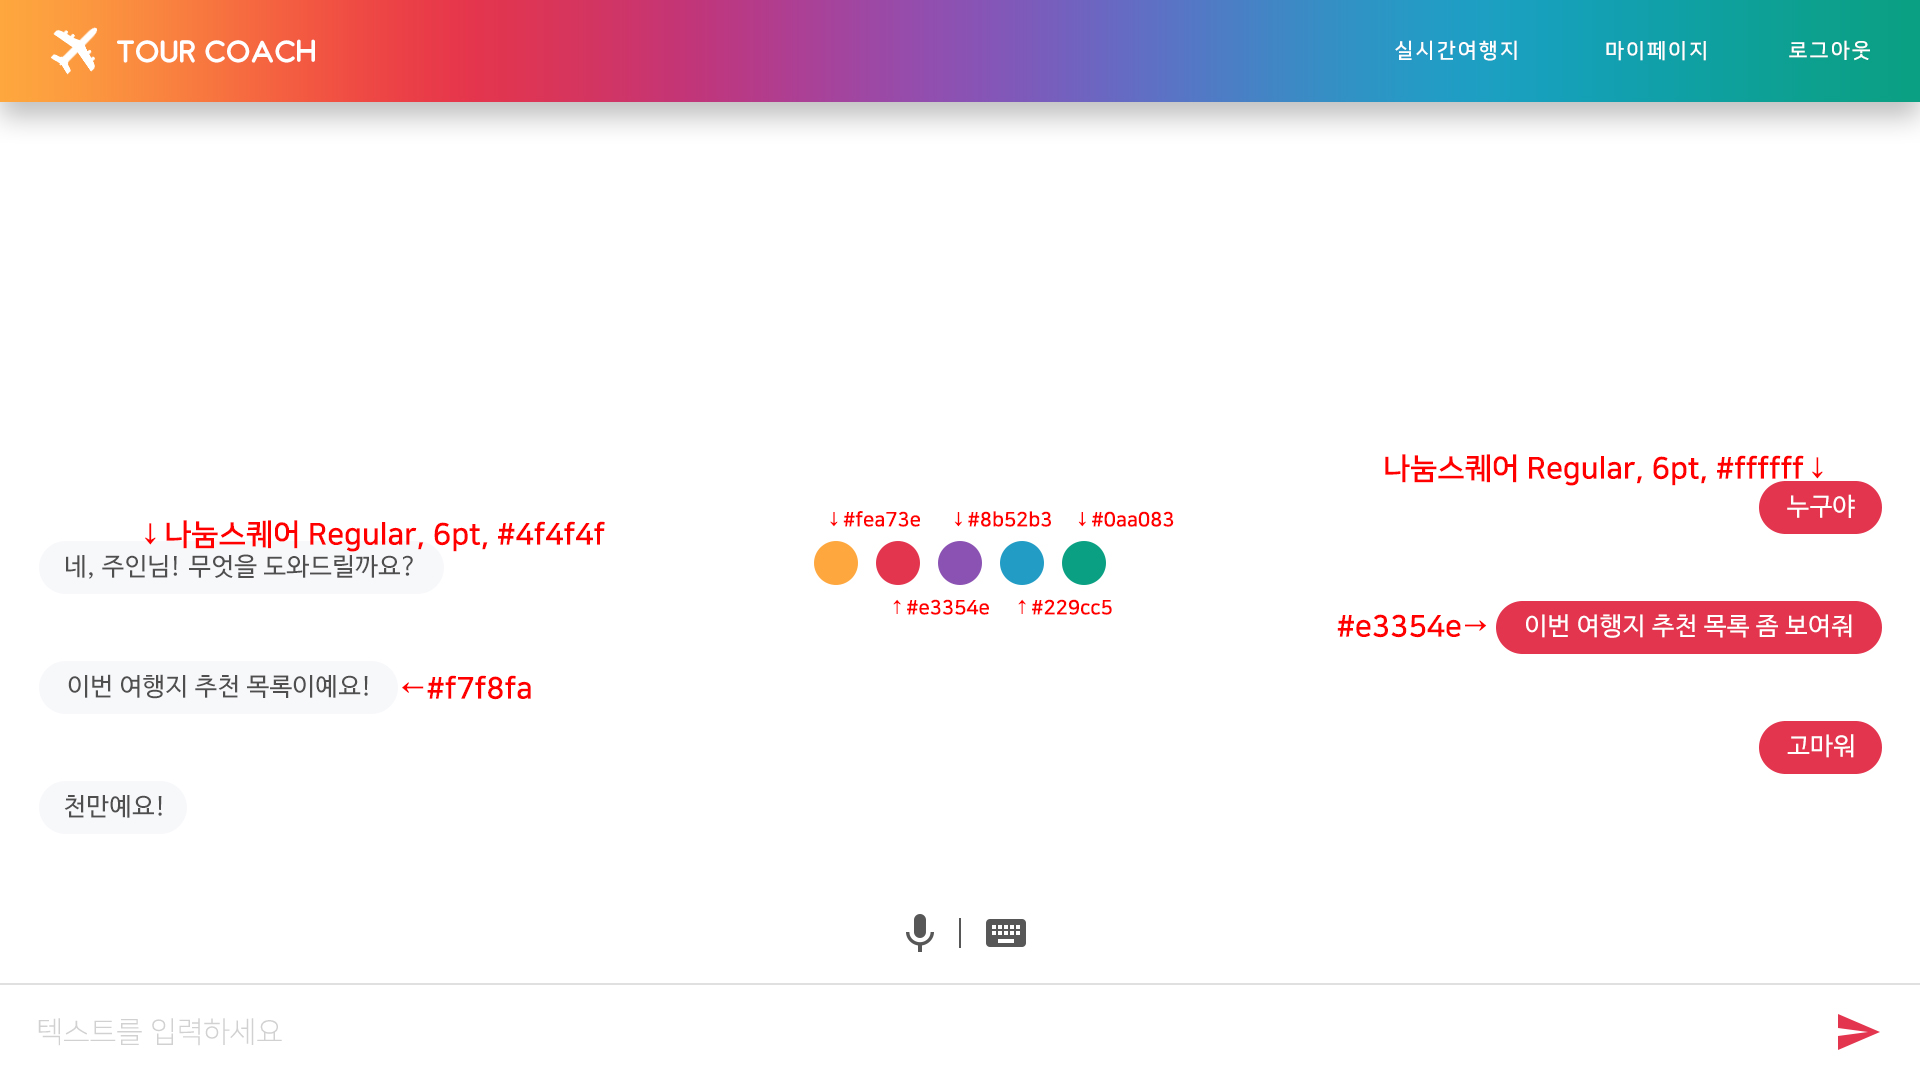 TOUR COACH
실시간여행지
마이페이지
로그아웃
나눔스퀘어 Regular, 6pt, #ffffff↓
누구야
↓나눔스퀘어 Regular, 6pt, #4f4f4f
네, 주인님! 무엇을 도와드릴까요?
↓#fea73e ↓#8b52b3 ↓#0aa083
↑#e3354e ↑#229cc5
#e3354e→
이번 여행지 추천 목록 좀 보여줘
이번 여행지 추천 목록이예요!
←#f7f8fa
고마워
천만예요!
텍스트를 입력하세요